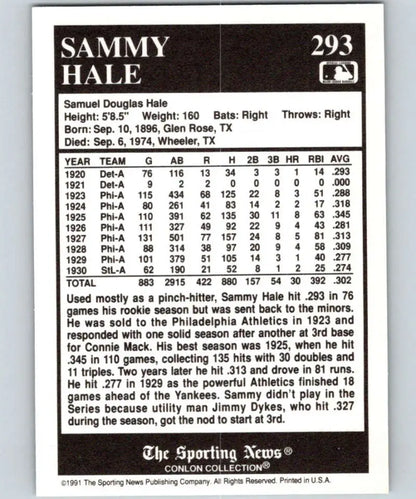 SAMMY
HALE
293
Samuel Douglas Hale
Height: 5'8.5" Weight: 160 Bats: Right Throws: Right
Born: Sep. 10, 1896, Glen Rose, TX
Died: Sep. 6, 1974, Wheeler, TX
YEAR TEAM G AB R H 2B 3B HR RBI AVG
1920 Det-A 76 116 13 34 3 3 1 14 .293
1921 Det-A 9 2 2 0 0 0 0 0 0.000
1923 Phi-A 115 434 68 125 22 8 3 51 .288
1924 Phi-A 80 261 41 83 14 2 2 17 .318
1925 Phi-A 110 391 62 135 30 11 8 63 .345
1926 Phi-A 111 327 49 92 22 9 4 43 .281
1927 Phi-A 131 501 77 157 24 8 5 81 .313
1928 Phi-A 88 314 38 97 20 9 4 58 .309
1929 Phi-A 101 379 51 105 14 3 1 40 .277
1930 StL-A 62 190 21 52 8 1 2 25 .274
TOTAL 883 2915 422 880 157 54 30 392 .302
Used mostly as a pinch-hitter, Sammy Hale hit .293 in 76
games his rookie season but was sent back to the minors.
He was sold to the Philadelphia Athletics in 1923 and
responded with one solid season after another at 3rd base
for Connie Mack. His best season was 1925, when he hit
.345 in 110 games, collecting 135 hits with 30 doubles and
11 triples. Two years later he hit .313 and drove in 81 runs.
He hit .277 in 1929 as the powerful Athletics finished 18
games ahead of the Yankees. Sammy didn't play in the
Series because utility man Jimmy Dykes, who hit .327
during the season, got the nod to start at 3rd.
The Sporting News®
CONLON COLLECTION®
©1991 The Sporting News Publishing Company. All Rights Reserved. Printed in U.S.A.